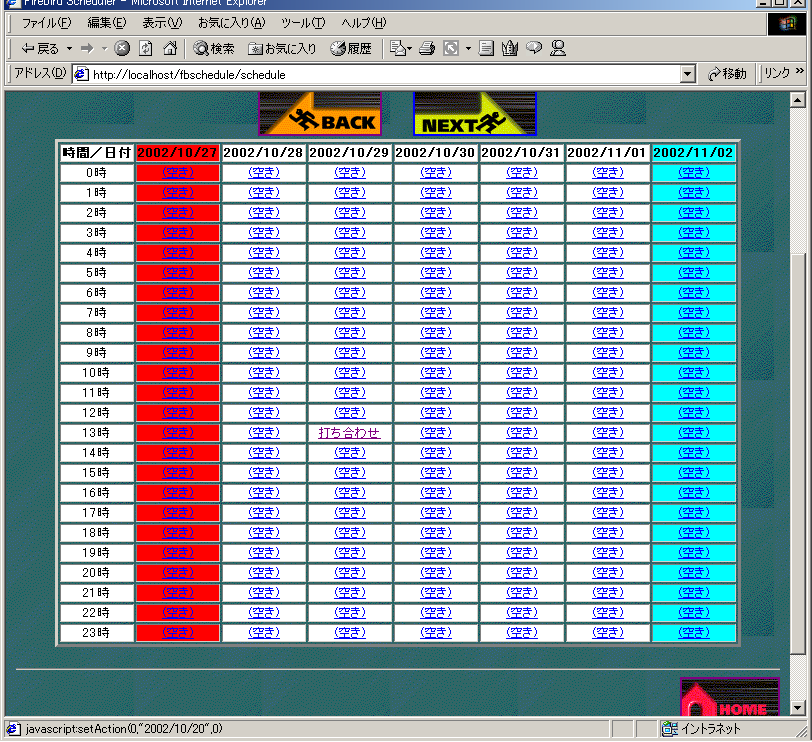 Firebird Scheduler - Microsoft Internet Explorer
ファイル(F) 編集(E) 表示(V) お気に入り(A) ツール(T) ヘルプ(H)
戻る 検索 お気に入り 履歴
アドレス(D) http://localhost/fbschedule/schedule 移動 リンク »
BACK NEXT
時間／日付 2002/10/27 2002/10/28 2002/10/29 2002/10/30 2002/10/31 2002/11/01 2002/11/02
0時 (空き) (空き) (空き) (空き) (空き) (空き) (空き)
1時 (空き) (空き) (空き) (空き) (空き) (空き) (空き)
2時 (空き) (空き) (空き) (空き) (空き) (空き) (空き)
3時 (空き) (空き) (空き) (空き) (空き) (空き) (空き)
4時 (空き) (空き) (空き) (空き) (空き) (空き) (空き)
5時 (空き) (空き) (空き) (空き) (空き) (空き) (空き)
6時 (空き) (空き) (空き) (空き) (空き) (空き) (空き)
7時 (空き) (空き) (空き) (空き) (空き) (空き) (空き)
8時 (空き) (空き) (空き) (空き) (空き) (空き) (空き)
9時 (空き) (空き) (空き) (空き) (空き) (空き) (空き)
10時 (空き) (空き) (空き) (空き) (空き) (空き) (空き)
11時 (空き) (空き) (空き) (空き) (空き) (空き) (空き)
12時 (空き) (空き) (空き) (空き) (空き) (空き) (空き)
13時 (空き) (空き) 打ち合わせ (空き) (空き) (空き) (空き)
14時 (空き) (空き) (空き) (空き) (空き) (空き) (空き)
15時 (空き) (空き) (空き) (空き) (空き) (空き) (空き)
16時 (空き) (空き) (空き) (空き) (空き) (空き) (空き)
17時 (空き) (空き) (空き) (空き) (空き) (空き) (空き)
18時 (空き) (空き) (空き) (空き) (空き) (空き) (空き)
19時 (空き) (空き) (空き) (空き) (空き) (空き) (空き)
20時 (空き) (空き) (空き) (空き) (空き) (空き) (空き)
21時 (空き) (空き) (空き) (空き) (空き) (空き) (空き)
22時 (空き) (空き) (空き) (空き) (空き) (空き) (空き)
23時 (空き) (空き) (空き) (空き) (空き) (空き) (空き)
HOME
javascript:setAction(0,"2002/10/20",0) イントラネット